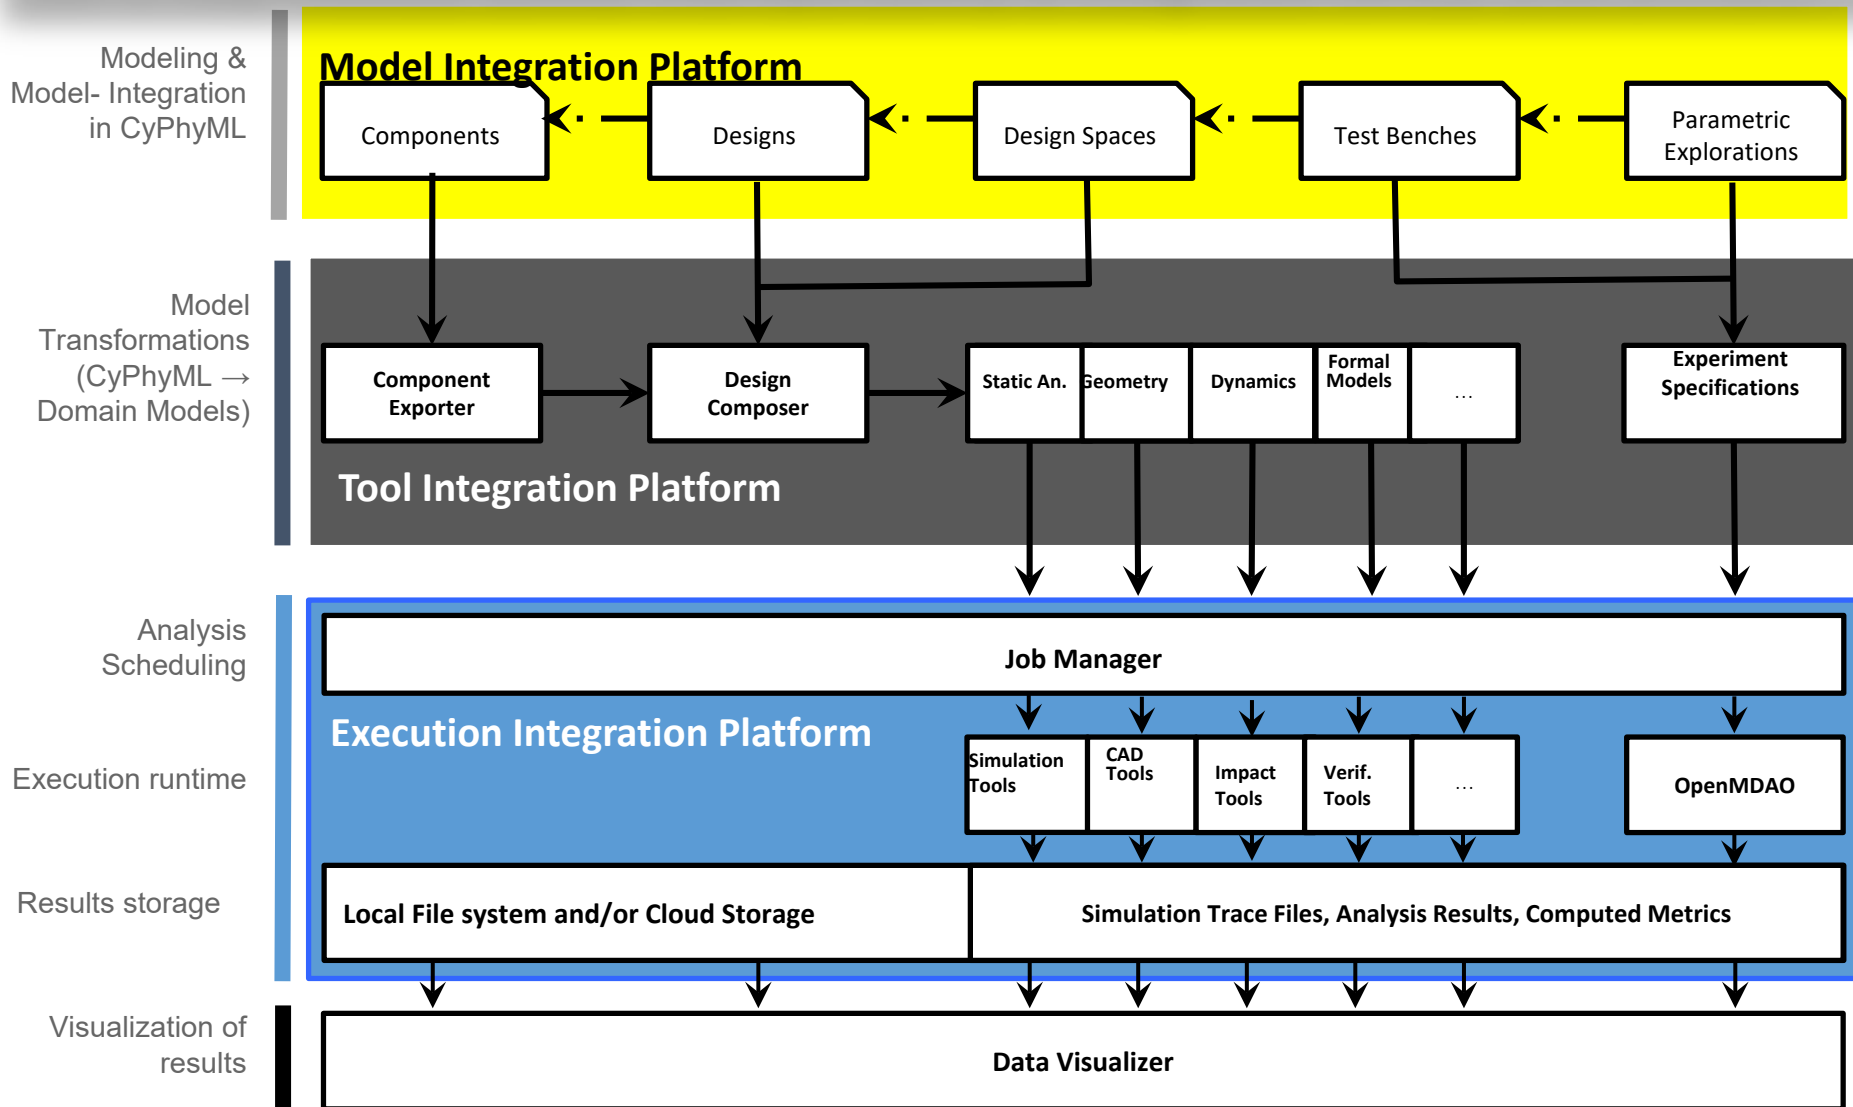 Modeling &
Model- Integration
in CyPhyML
Model Integration Platform
Components
Designs
Design Spaces
Test Benches
Parametric
Explorations
Model
Transformations
(CyPhyML →
Domain Models)
Component
Exporter
Design
Composer
Static An.
Geometry
Dynamics
Formal
Models
...
Experiment
Specifications
Tool Integration Platform
Analysis
Scheduling
Job Manager
Execution Integration Platform
Execution runtime
Simulation
Tools
CAD
Tools
Impact
Tools
Verif.
Tools
...
OpenMDAO
Results storage
Local File system and/or Cloud Storage
Simulation Trace Files, Analysis Results, Computed Metrics
Visualization of
results
Data Visualizer